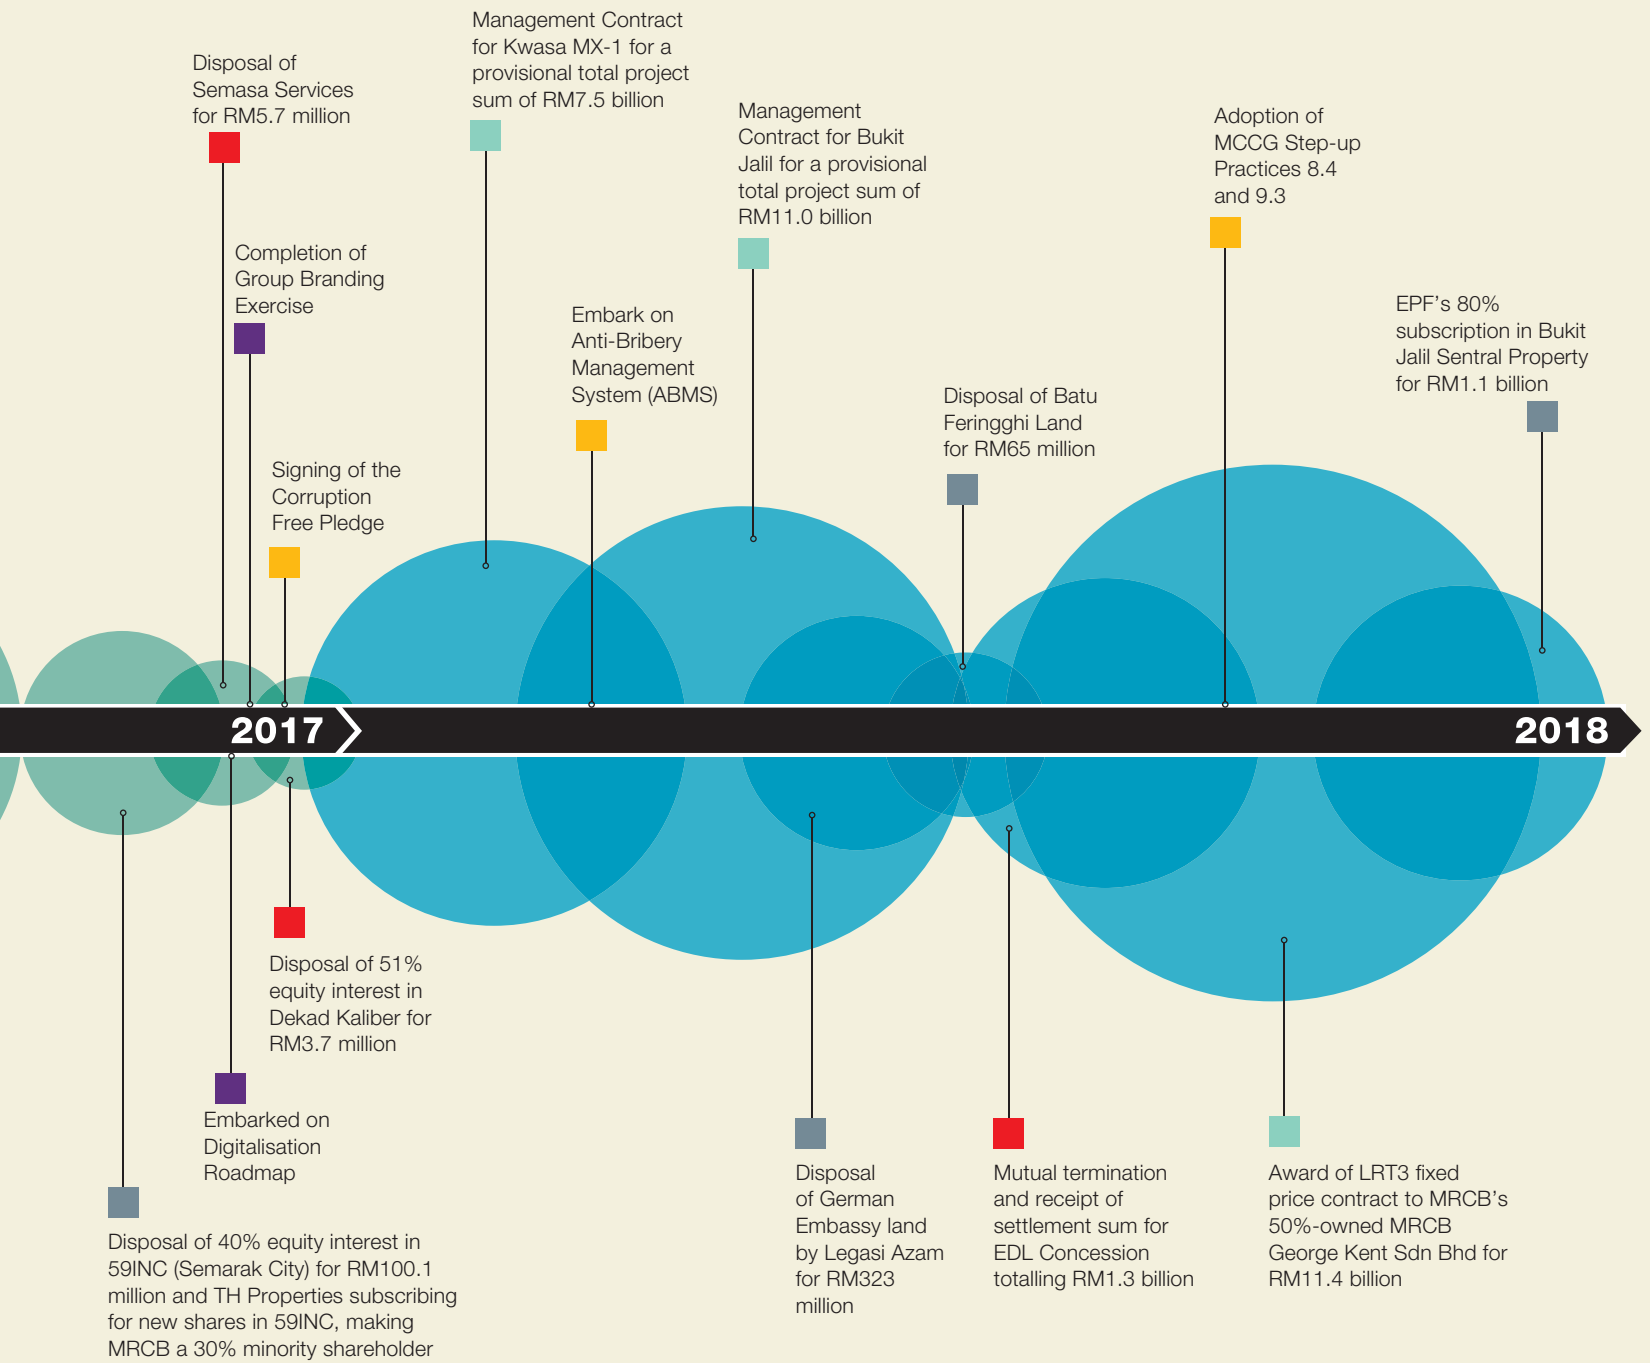 Disposal of
Semasa Services
for RM5.7 million
Management Contract
for Kwasa MX-1 for a
provisional total project
sum of RM7.5 billion
Management
Contract for Bukit
Jalil for a provisional
total project sum of
RM11.0 billion
Adoption of
MCCG Step-up
Practices 8.4
and 9.3
Completion of
Group Branding
Exercise
Embark on
Anti-Bribery
Management
System (ABMS)
EPF's 80%
subscription in Bukit
Jalil Sentral Property
for RM1.1 billion
Disposal of Batu
Feringghi Land
for RM65 million
Signing of the
Corruption
Free Pledge
2017
2018
Disposal of 51%
equity interest in
Dekad Kaliber for
RM3.7 million
Embarked on
Digitalisation
Roadmap
Disposal of 40% equity interest in
59INC (Semarak City) for RM100.1
million and TH Properties subscribing
for new shares in 59INC, making
MRCB a 30% minority shareholder
Disposal
of German
Embassy land
by Legasi Azam
for RM323
million
Mutual termination
and receipt of
settlement sum for
EDL Concession
totalling RM1.3 billion
Award of LRT3 fixed
price contract to MRCB's
50%-owned MRCB
George Kent Sdn Bhd for
RM11.4 billion